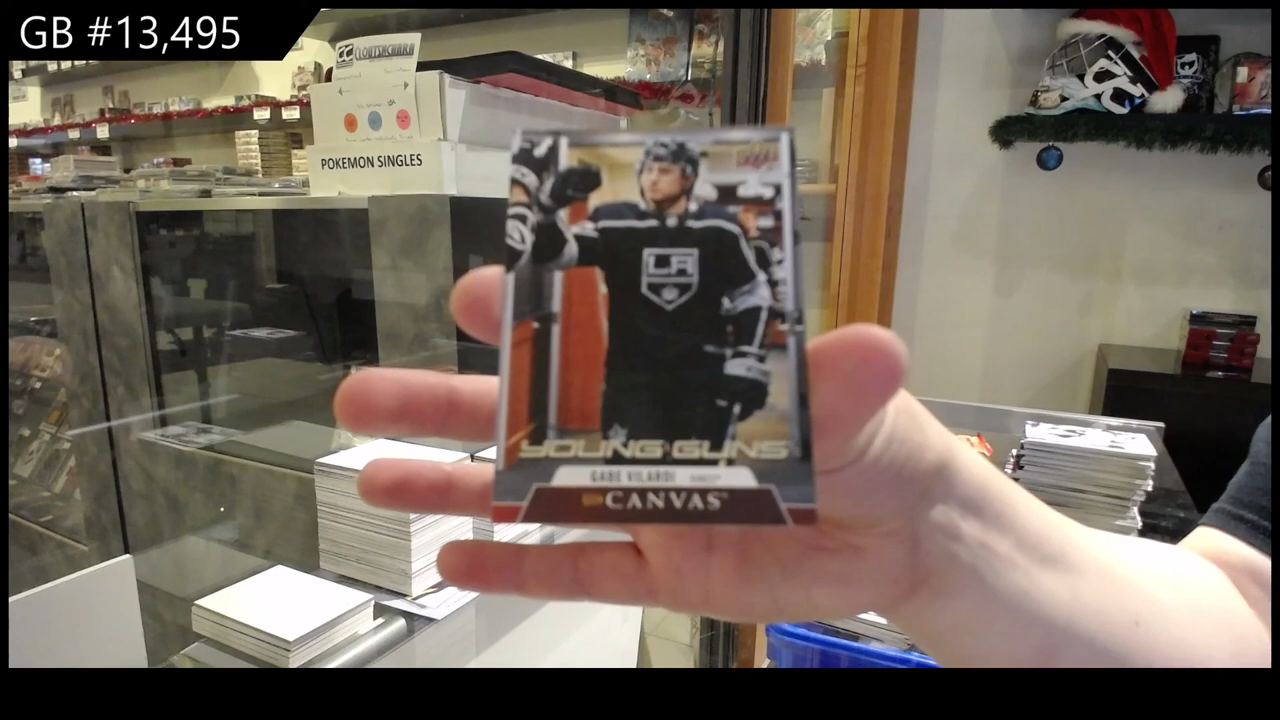 GB #13,495
POKEMON SINGLES
LA
YOUNG GUNS
GABE VILARDI
CANVAS